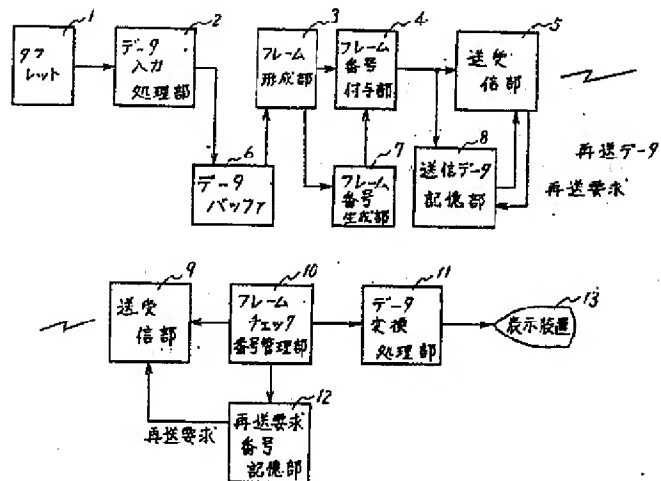 1
タブ
レット
2
データ
入力
処理部
3
フレーム
形成部
4
フレーム
番号
付与部
5
送受
信部
6
データ
バッファ
7
フレーム
番号
生成部
8
送信データ
記憶部
再送データ
再送要求
9
送受
信部
10
フレーム
チェック
番号管理部
11
データ
変換
処理部
13
表示装置
12
再送要求
番号
記憶部
再送要求